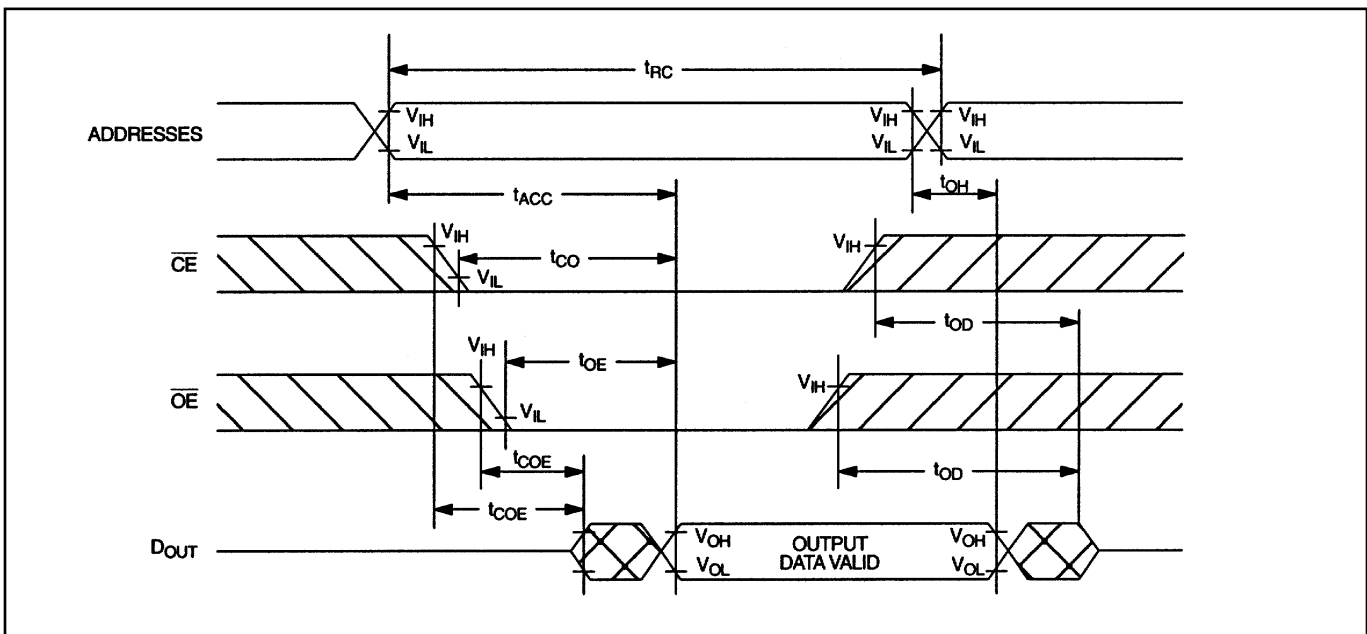 tRC
ADDRESSES
VIH
VIL
VIH
VIL
VIH
VIL
tACC
tOH
CE
VIH
VIL
tCO
VIH
tOD
OE
VIH
VIL
tOE
VIH
tCOE
tOD
tCOE
DOUT
VOH
VOL
OUTPUT
DATA VALID
VOH
VOL